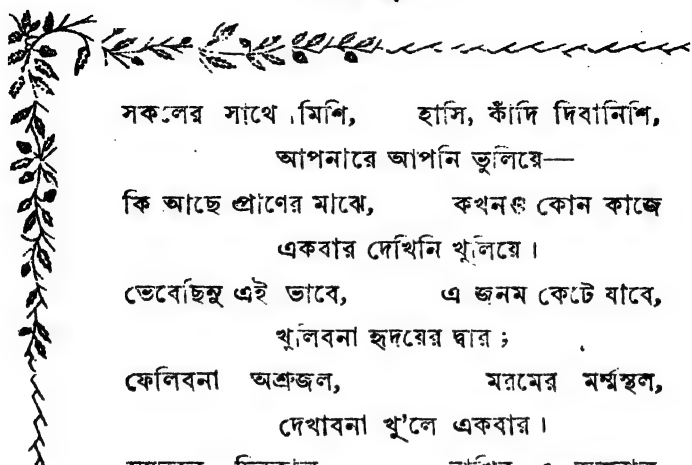 সকলের সাথে মিশি, হাসি, কাঁদি দিবানিশি,
আপনারে আপনি ভুলিয়ে—
কি আছে প্রাণের মাঝে, কখনও কোন কাজে
একবার দেখিনি খুলিয়ে।
ভেবেছিনু এই ভাবে, এ জনম কেটে যাবে,
খুলিবনা হৃদয়ের দ্বার;
ফেলিবনা অশ্রুজল, মরমের মর্ম্মস্থল,
দেখাবনা খু'লে একবার।